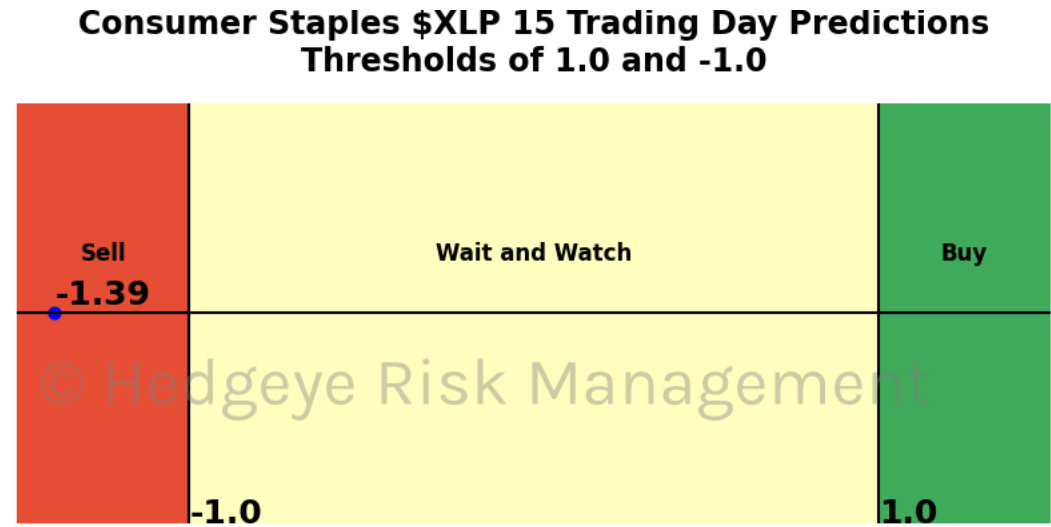 Consumer Staples $XLP 15 Trading Day Predictions
Thresholds of 1.0 and -1.0
Sell
Wait and Watch
Buy
-1.39
© Hedgeye Risk Management
-1.0
1.0